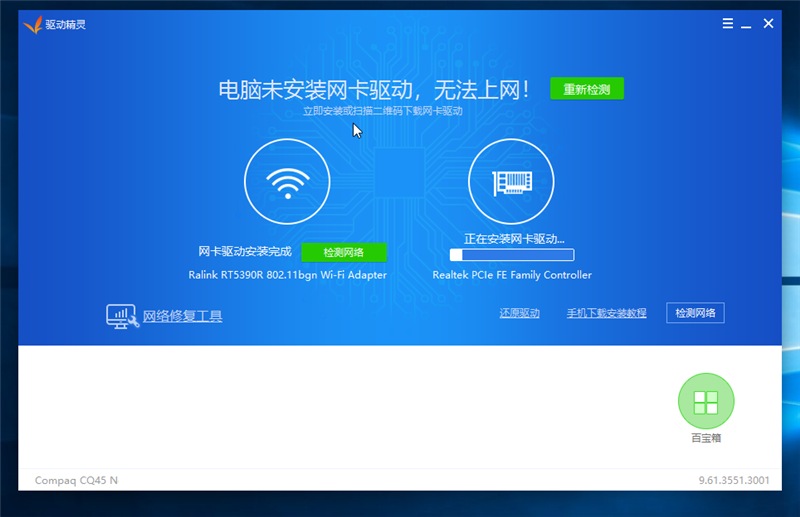 驱动精灵
电脑未安装网卡驱动，无法上网！
重新检测
立即安装或扫描二维码下载网卡驱动
网卡驱动安装完成
检测网络
Ralink RT5390R 802.11bgn Wi-Fi Adapter
正在安装网卡驱动...
Realtek PCIe FE Family Controller
网络修复工具
还原驱动
手机下载安装教程
检测网络
百宝箱
Compaq CQ45 N
9.61.3551.3001